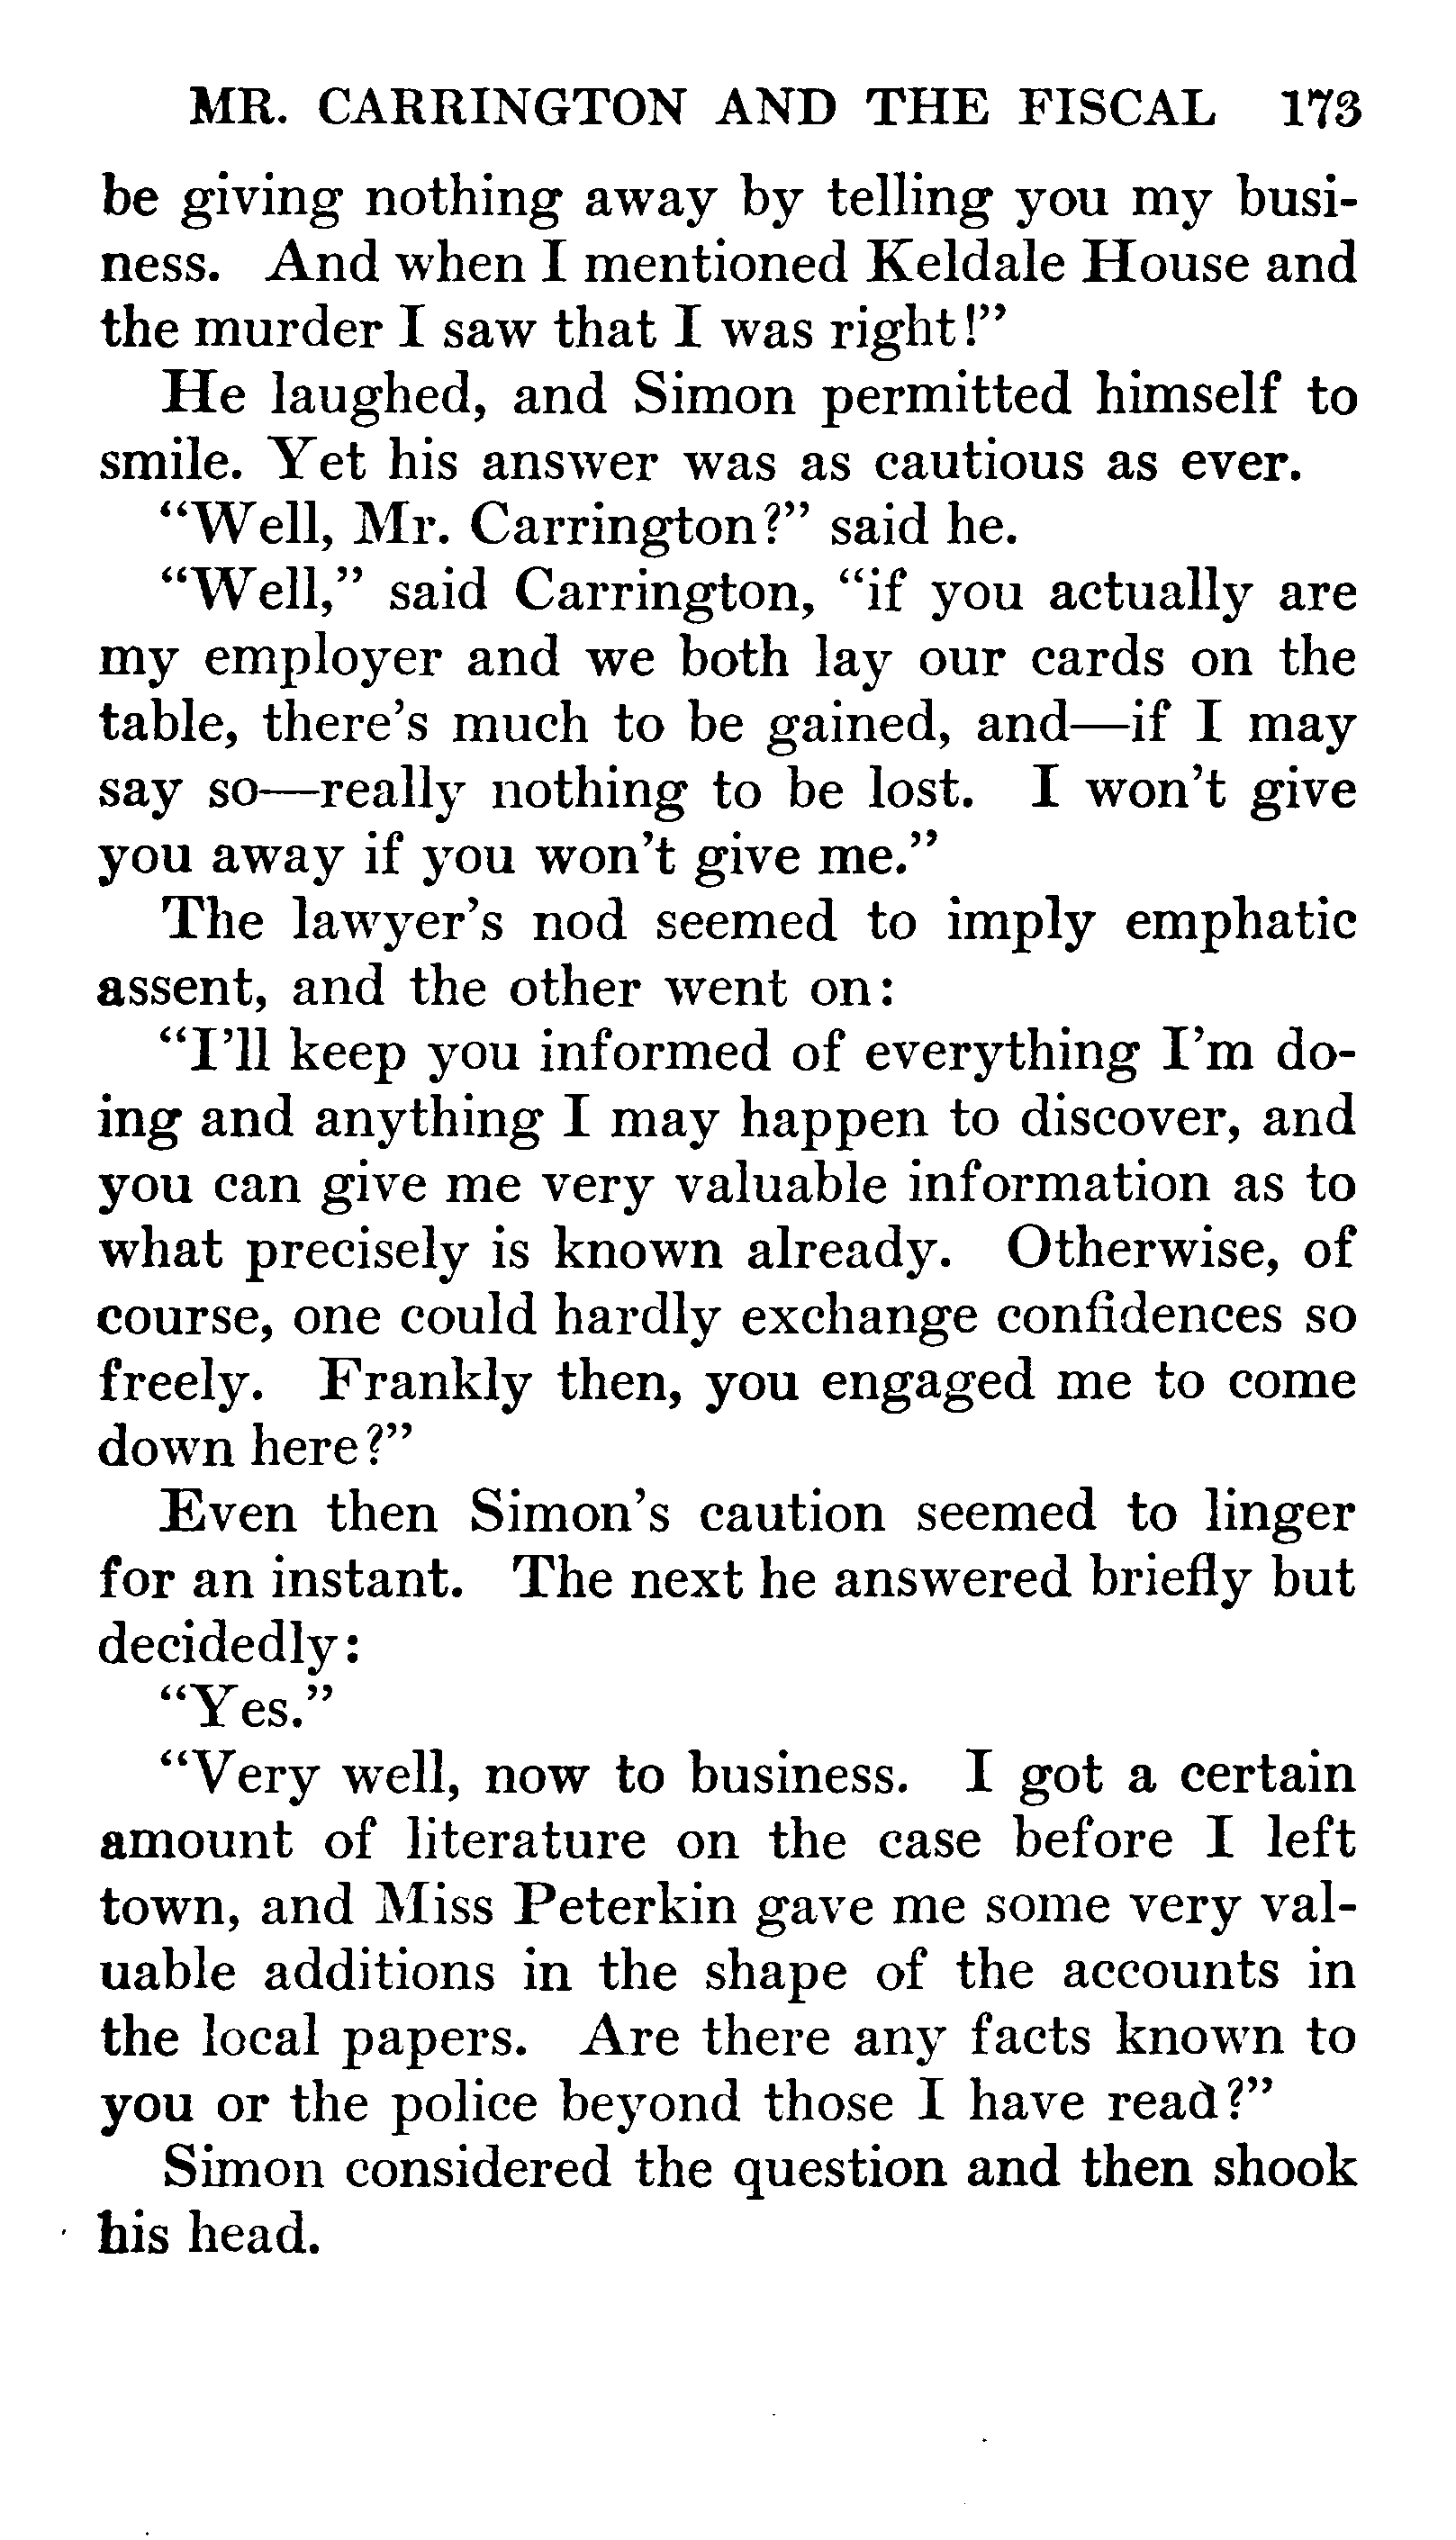 MR. CARRINGTON AND THE FISCAL 173
be giving nothing away by telling you my busi-
ness. And when I mentioned Keldale House and
the murder I saw that I was right!”
He laughed, and Simon permitted himself to
smile. Yet his answer was as cautious as ever.
“Well, Mr. Carrington?” said he.
“Well,” said Carrington, “if you actually are
my employer and we both lay our cards on the
table, there’s much to be gained, and—if I may
say so—really nothing to be lost. I won’t give
you away if you won’t give me.”
The lawyer’s nod seemed to imply emphatic
assent, and the other went on:
“I’ll keep you informed of everything I’m do-
ing and anything I may happen to discover, and
you can give me very valuable information as to
what precisely is known already. Otherwise, of
course, one could hardly exchange confidences so
freely. Frankly then, you engaged me to come
down here?”
Even then Simon’s caution seemed to linger
for an instant. The next he answered briefly but
decidedly:
“Yes.”
“Very well, now to business. I got a certain
amount of literature on the case before I left
town, and Miss Peterkin gave me some very val-
uable additions in the shape of the accounts in
the local papers. Are there any facts known to
you or the police beyond those I have read?”
Simon considered the question and then shook
his head.